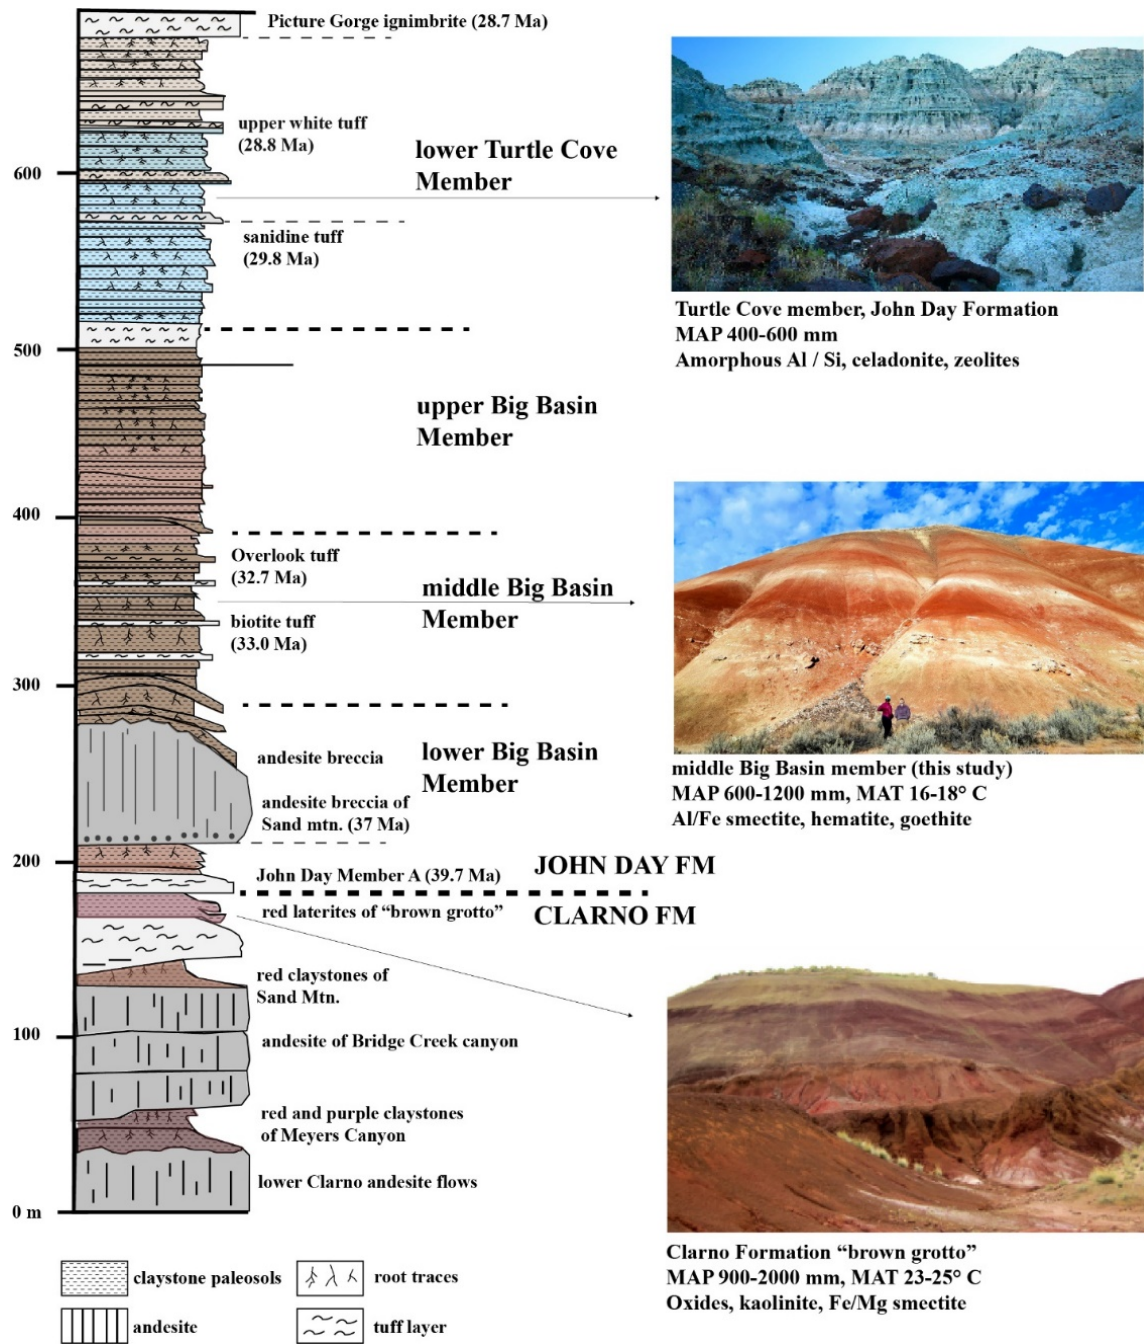 Picture Gorge ignimbrite (28.7 Ma)
upper white tuff
(28.8 Ma)
600
lower Turtle Cove
Member
sanidine tuff
(29.8 Ma)
Turtle Cove member, John Day Formation
MAP 400-600 mm
Amorphous Al / Si, celadonite, zeolites
500
upper Big Basin
Member
400
Overlook tuff
(32.7 Ma)
middle Big Basin
Member
biotite tuff
(33.0 Ma)
300
middle Big Basin member (this study)
MAP 600-1200 mm, MAT 16-18° C
Al/Fe smectite, hematite, goethite
lower Big Basin
Member
andesite breccia
andesite breccia of
Sand mtn. (37 Ma)
200
JOHN DAY FM
John Day Member A (39.7 Ma)
CLARNO FM
red laterites of “brown grotto”
red claystones of
Sand Mtn.
100
andesite of Bridge Creek canyon
red and purple claystones
of Meyers Canyon
lower Clarno andesite flows
0 m
Clarno Formation “brown grotto”
MAP 900-2000 mm, MAT 23-25° C
Oxides, kaolinite, Fe/Mg smectite
claystone paleosols
root traces
andesite
tuff layer